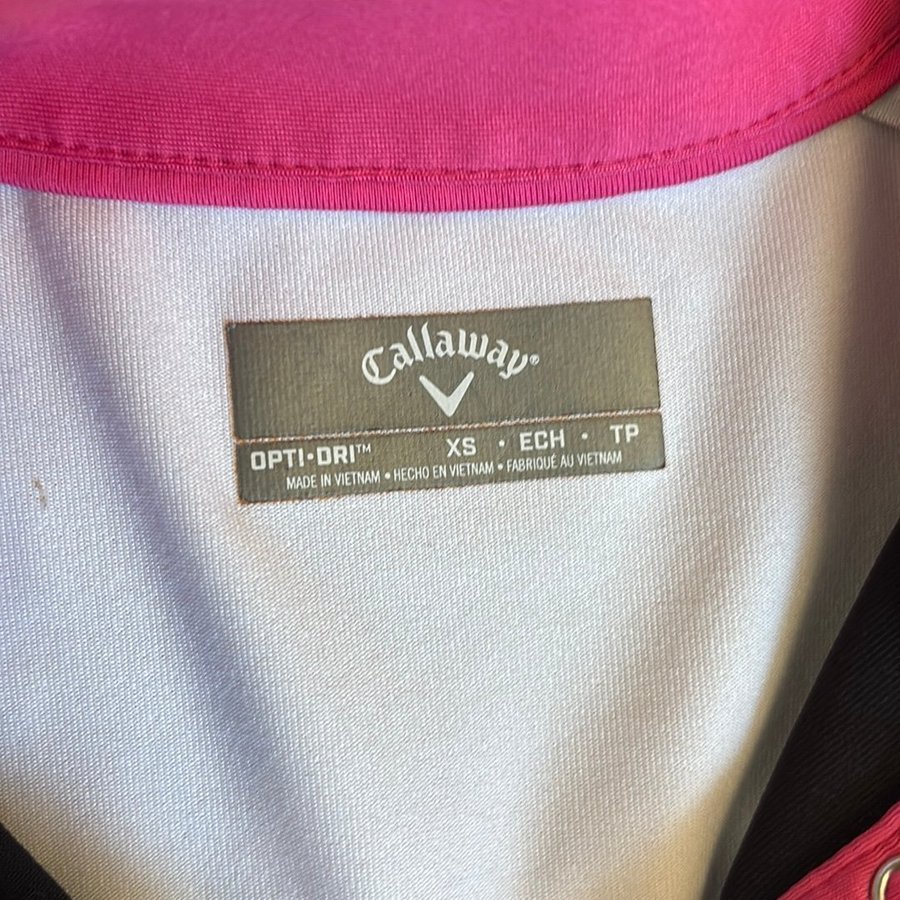 Callaway®
OPTI•DRI™ XS • ECH • TP
MADE IN VIETNAM • HECHO EN VIETNAM • FABRIQUÉ AU VIETNAM